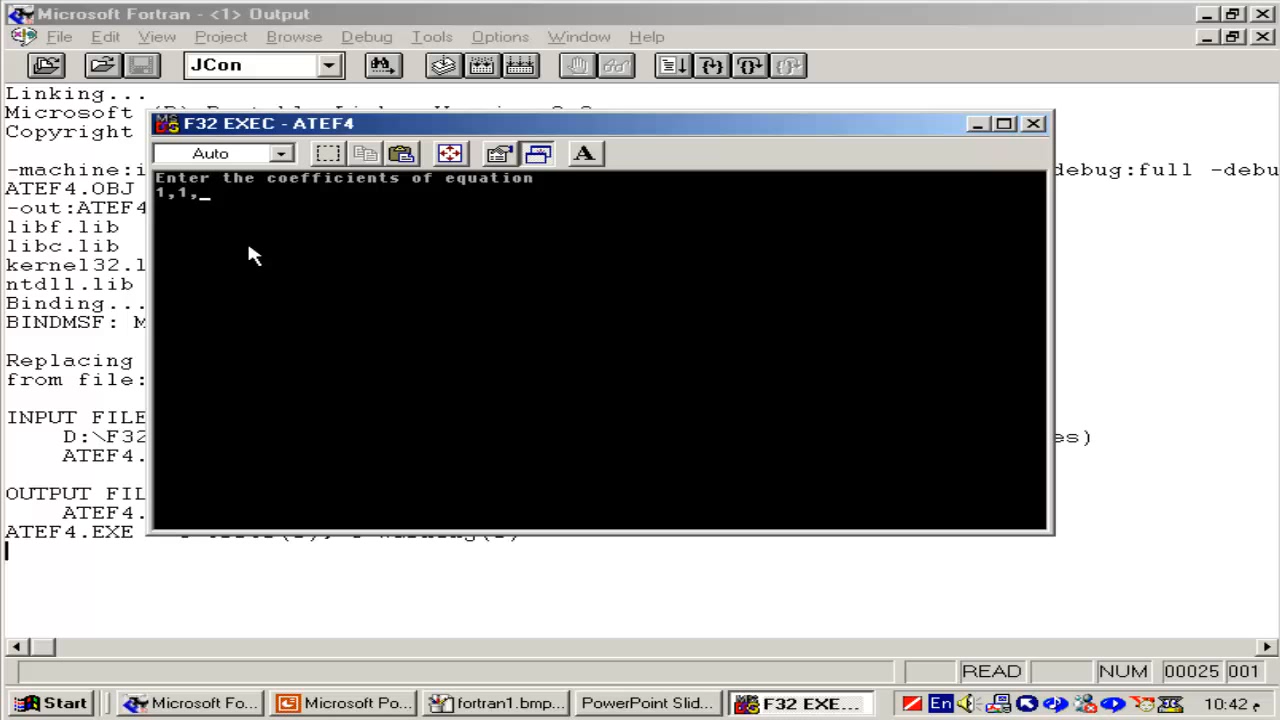 Microsoft Fortran - <1> Output
File Edit View Project Browse Debug Tools Options Window Help
JCon
Linking...
Microsoft
Copyright
-machine:i
debug:full -debu
ATEF4.OBJ
-out:ATEF4
libf.lib
libc.lib
kernel32.l
ntdll.lib
Binding...
BINDMSF: M
Replacing
from file:
INPUT FILE
D:\F32
es)
ATEF4.
OUTPUT FIL
ATEF4.
ATEF4.EXE
F32 EXEC - ATEF4
Auto
A
Enter the coefficients of equation
1,1,_
READ NUM 00025 001
Start Microsoft Fo... Microsoft Po... fortran1.bmp... PowerPoint Slid... F32 EXE... En 10:42 م